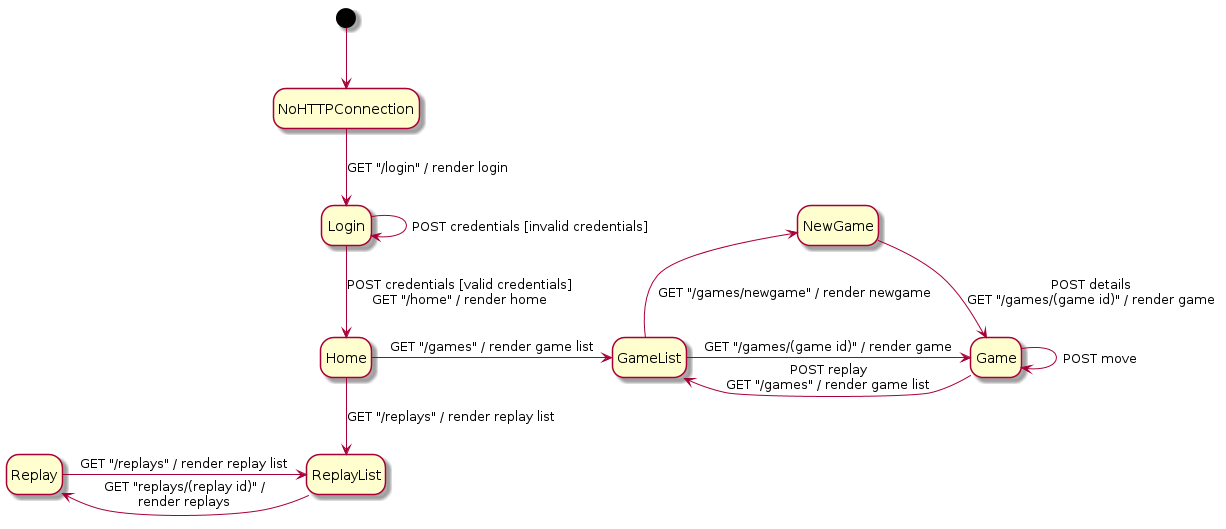 NoHTTPConnection
GET "/login" / render login
Login
POST credentials [invalid credentials]
NewGame
POST credentials [valid credentials]
GET "/home" / render home
GET "/games/newgame" / render newgame
POST details
GET "/games/(game id)" / render game
Home
GET "/games" / render game list
GameList
GET "/games/(game id)" / render game
Game
POST move
POST replay
GET "/games" / render game list
GET "/replays" / render replay list
Replay
GET "/replays" / render replay list
ReplayList
GET "replays/(replay id)" /
render replays